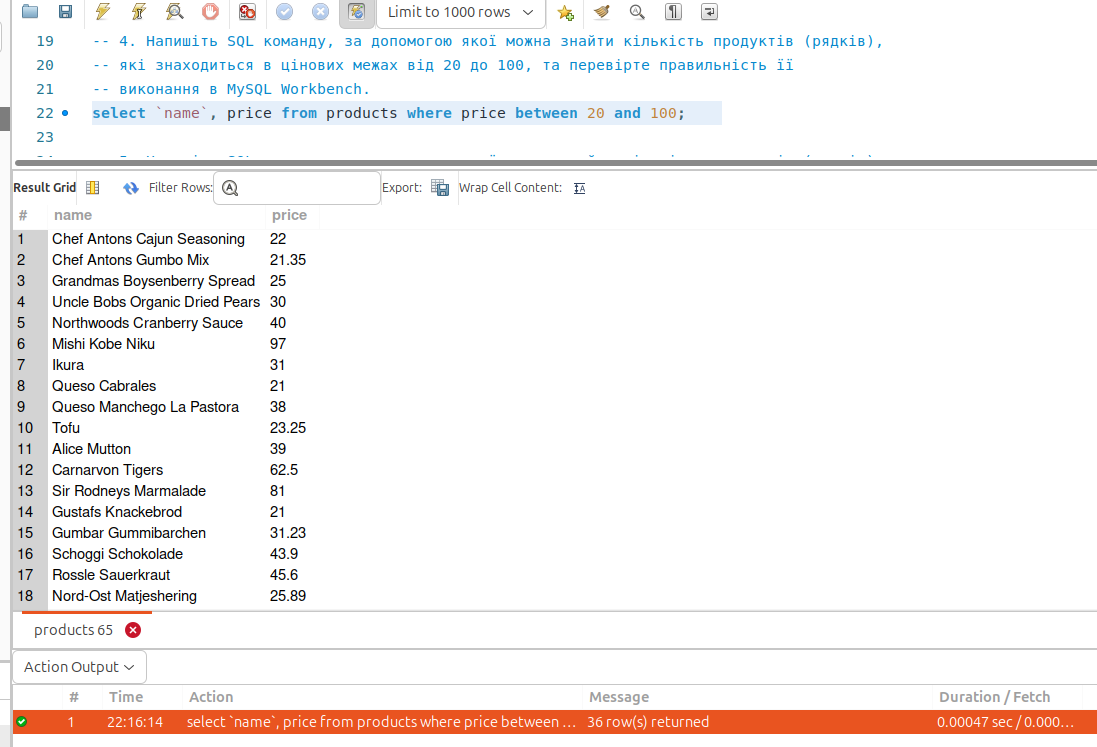 Limit to 1000 rows
19 -- 4. Напишіть SQL команду, за допомогою якої можна знайти кількість продуктів (рядків),
20 -- які знаходиться в цінових межах від 20 до 100, та перевірте правильність її
21 -- виконання в MySQL Workbench.
22 select `name`, price from products where price between 20 and 100;
23
Result Grid Filter Rows: Export: Wrap Cell Content:
# name price
1 Chef Antons Cajun Seasoning 22
2 Chef Antons Gumbo Mix 21.35
3 Grandmas Boysenberry Spread 25
4 Uncle Bobs Organic Dried Pears 30
5 Northwoods Cranberry Sauce 40
6 Mishi Kobe Niku 97
7 Ikura 31
8 Queso Cabrales 21
9 Queso Manchego La Pastora 38
10 Tofu 23.25
11 Alice Mutton 39
12 Carnarvon Tigers 62.5
13 Sir Rodneys Marmalade 81
14 Gustafs Knackebrod 21
15 Gumbar Gummibarchen 31.23
16 Schoggi Schokolade 43.9
17 Rossle Sauerkraut 45.6
18 Nord-Ost Matjeshering 25.89
products 65
Action Output
# Time Action Message Duration / Fetch
1 22:16:14 select `name`, price from products where price between ... 36 row(s) returned 0.00047 sec / 0.000...